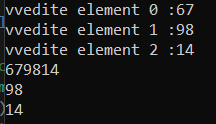 vvedite element 0 :67
vvedite element 1 :98
vvedite element 2 :14
679814
98
14